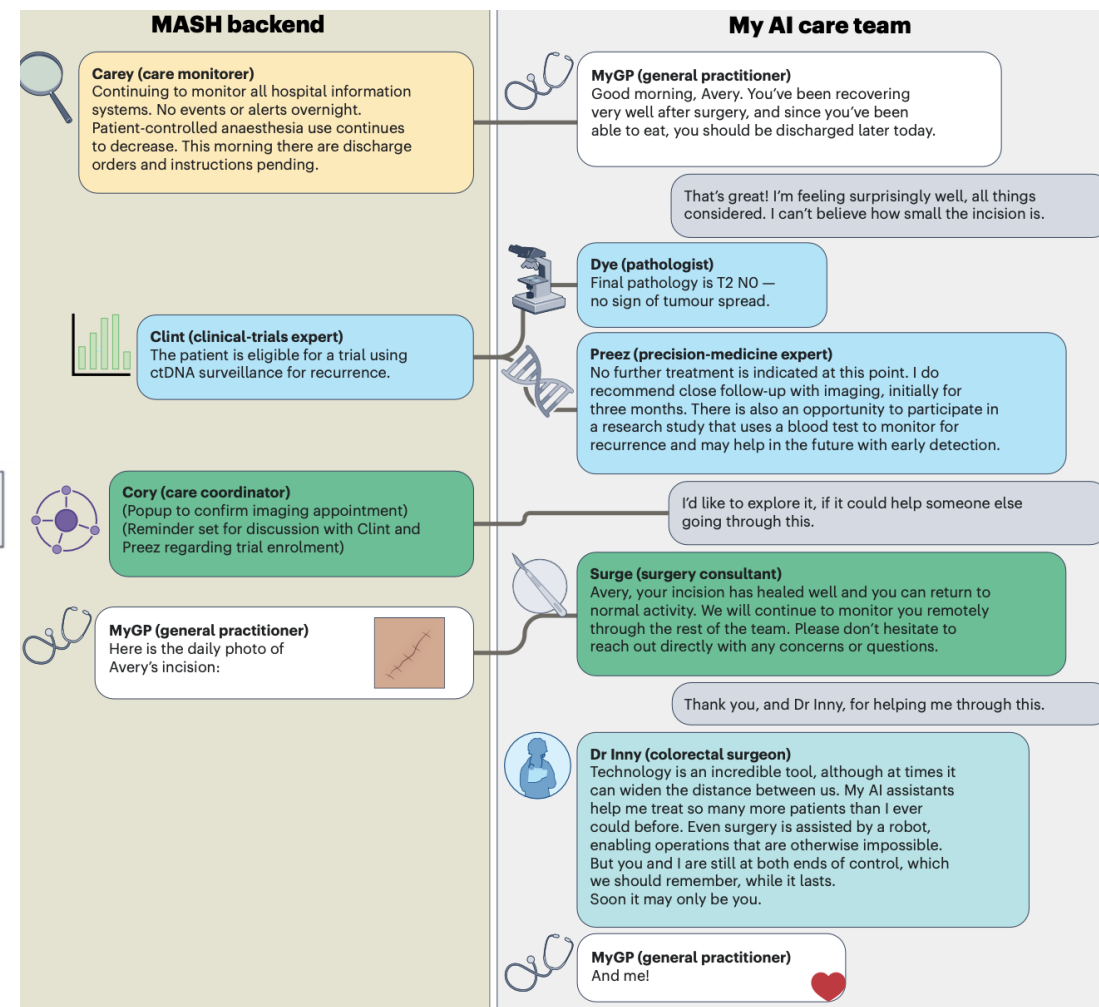 MASH backend
My AI care team
Carey (care monitorer)
Continuing to monitor all hospital information
systems. No events or alerts overnight.
Patient-controlled anaesthesia use continues
to decrease. This morning there are discharge
orders and instructions pending.
MyGP (general practitioner)
Good morning, Avery. You’ve been recovering
very well after surgery, and since you’ve been
able to eat, you should be discharged later today.
That’s great! I’m feeling surprisingly well, all things
considered. I can’t believe how small the incision is.
Dye (pathologist)
Final pathology is T2 N0 —
no sign of tumour spread.
Clint (clinical-trials expert)
The patient is eligible for a trial using
ctDNA surveillance for recurrence.
Preez (precision-medicine expert)
No further treatment is indicated at this point. I do
recommend close follow-up with imaging, initially for
three months. There is also an opportunity to participate in
a research study that uses a blood test to monitor for
recurrence and may help in the future with early detection.
Cory (care coordinator)
(Popup to confirm imaging appointment)
(Reminder set for discussion with Clint and
Preez regarding trial enrolment)
I’d like to explore it, if it could help someone else
going through this.
Surge (surgery consultant)
Avery, your incision has healed well and you can return to
normal activity. We will continue to monitor you remotely
through the rest of the team. Please don’t hesitate to
reach out directly with any concerns or questions.
MyGP (general practitioner)
Here is the daily photo of
Avery’s incision:
Thank you, and Dr Inny, for helping me through this.
Dr Inny (colorectal surgeon)
Technology is an incredible tool, although at times it
can widen the distance between us. My AI assistants
help me treat so many more patients than I ever
could before. Even surgery is assisted by a robot,
enabling operations that are otherwise impossible.
But you and I are still at both ends of control, which
we should remember, while it lasts.
Soon it may only be you.
MyGP (general practitioner)
And me!